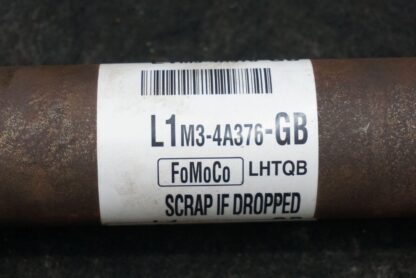 L1M3-4A376-GB
FoMoCo LHTQB
SCRAP IF DROPPED